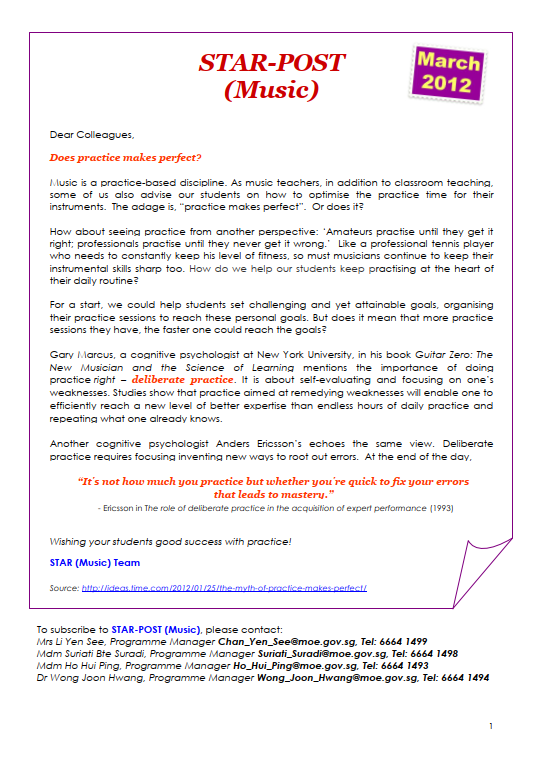 STAR-POST
(Music)
March
2012
Dear Colleagues,
Does practice makes perfect?
Music is a practice-based discipline. As music teachers, in addition to classroom teaching,
some of us also advise our students on how to optimise the practice time for their
instruments. The adage is, “practice makes perfect”. Or does it?
How about seeing practice from another perspective: ‘Amateurs practise until they get it
right; professionals practise until they never get it wrong.’ Like a professional tennis player
who needs to constantly keep his level of fitness, so must musicians continue to keep their
instrumental skills sharp too. How do we help our students keep practising at the heart of
their daily routine?
For a start, we could help students set challenging and yet attainable goals, organising
their practice sessions to reach these personal goals. But does it mean that more practice
sessions they have, the faster one could reach the goals?
Gary Marcus, a cognitive psychologist at New York University, in his book Guitar Zero: The
New Musician and the Science of Learning mentions the importance of doing
practice right – deliberate practice. It is about self-evaluating and focusing on one’s
weaknesses. Studies show that practice aimed at remedying weaknesses will enable one to
efficiently reach a new level of better expertise than endless hours of daily practice and
repeating what one already knows.
Another cognitive psychologist Anders Ericsson’s echoes the same view. Deliberate
practice requires focusing inventing new ways to root out errors. At the end of the day,
“It’s not how much you practice but whether you’re quick to fix your errors
that leads to mastery.”
- Ericsson in The role of deliberate practice in the acquisition of expert performance (1993)
Wishing your students good success with practice!
STAR (Music) Team
Source: http://ideas.time.com/2012/01/25/the-myth-of-practice-makes-perfect/
To subscribe to STAR-POST (Music), please contact:
Mrs Li Yen See, Programme Manager Chan_Yen_See@moe.gov.sg, Tel: 6664 1499
Mdm Suriati Bte Suradi, Programme Manager Suriati_Suradi@moe.gov.sg, Tel: 6664 1498
Mdm Ho Hui Ping, Programme Manager Ho_Hui_Ping@moe.gov.sg, Tel: 6664 1493
Dr Wong Joon Hwang, Programme Manager Wong_Joon_Hwang@moe.gov.sg, Tel: 6664 1494
1